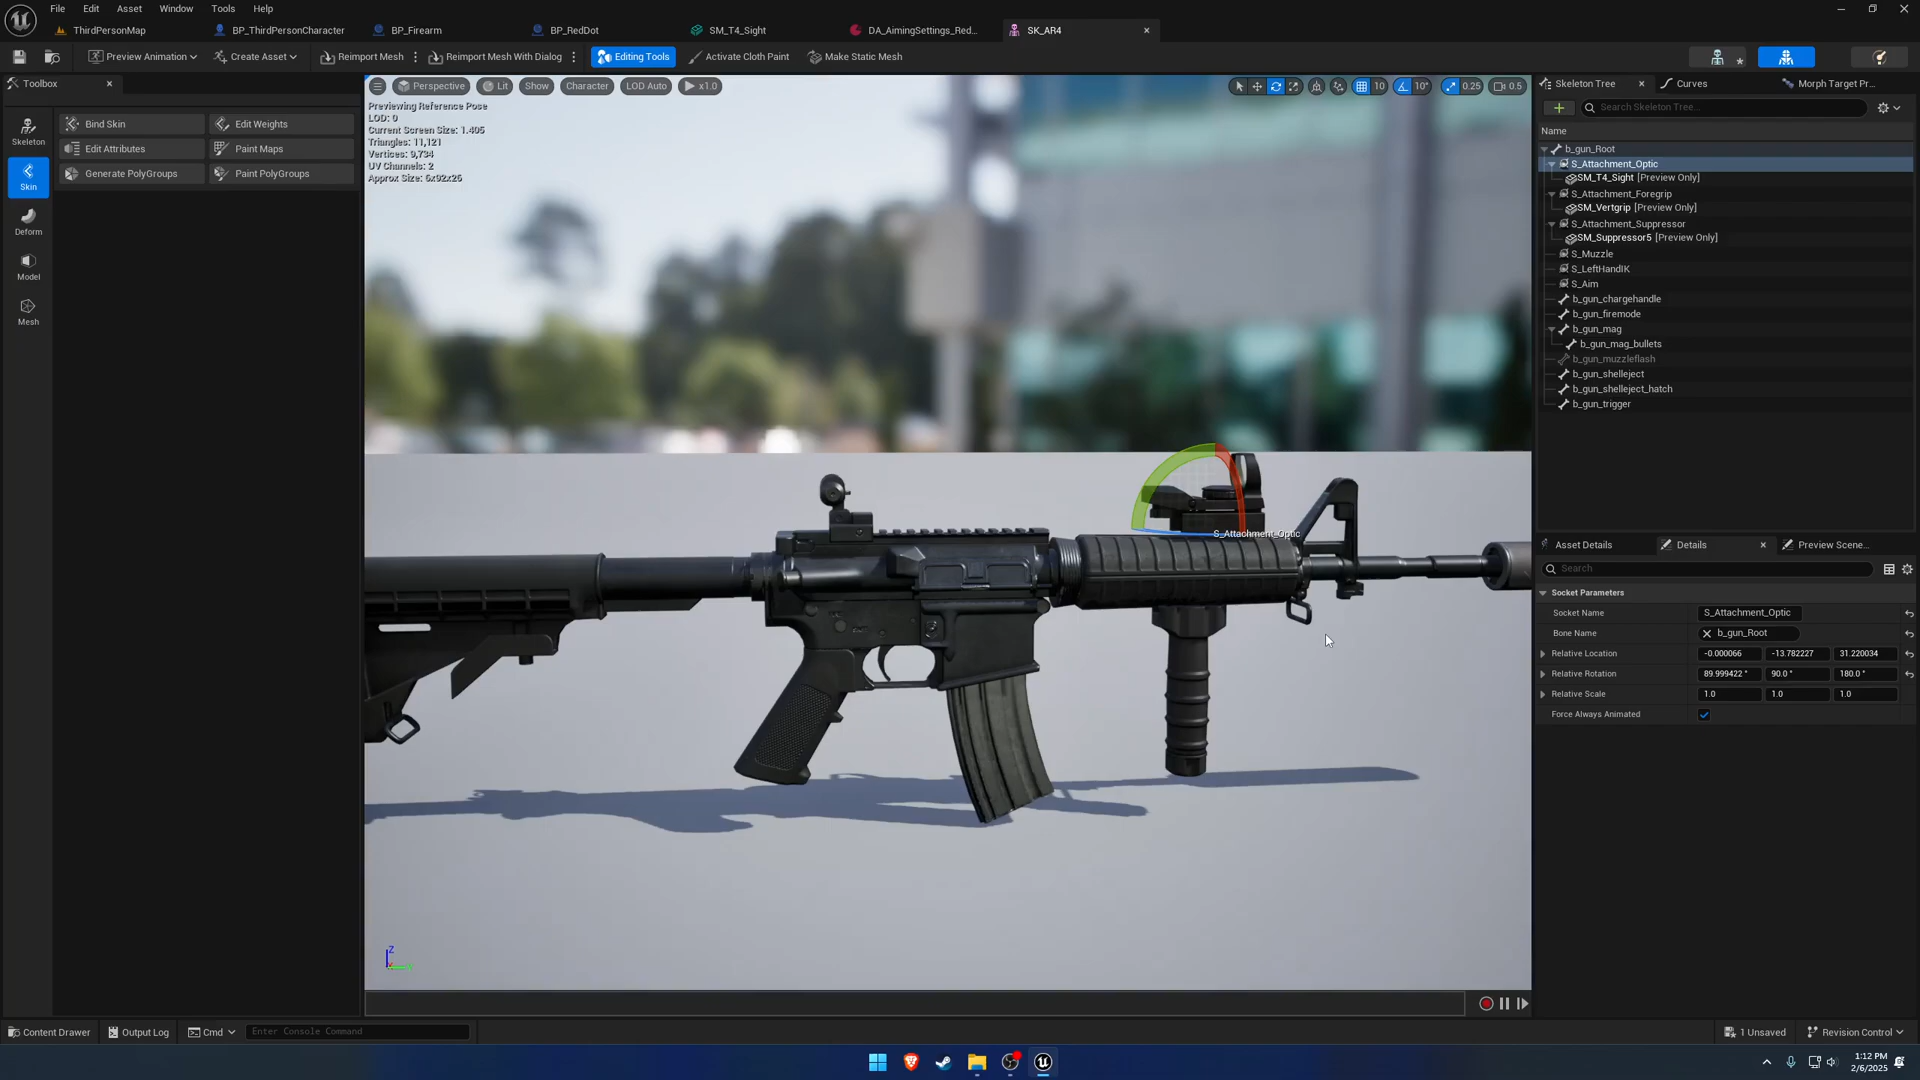 File Edit Asset Window Tools Help
ThirdPersonMap BP_ThirdPersonCharacter BP_Firearm BP_RedDot SM_T4_Sight DA_AimingSettings_Red... SK_AR4
Preview Animation Create Asset Reimport Mesh Reimport Mesh With Dialog Editing Tools Activate Cloth Paint Make Static Mesh
Toolbox
Skeleton
Skin
Deform
Model
Mesh
Bind Skin Edit Weights
Edit Attributes Paint Maps
Generate PolyGroups Paint PolyGroups
Perspective Lit Show Character LOD Auto x1.0 10 10° 0.25 0.5
Previewing Reference Pose
LOD: 0
Current Screen Size: 1.405
Triangles: 11,121
Vertices: 9,734
UV Channels: 2
Approx Size: 6x92x26
S_Attachment_Optic
Z
Skeleton Tree Curves Morph Target Pr...
Search Skeleton Tree...
Name
b_gun_Root
S_Attachment_Optic
SM_T4_Sight [Preview Only]
S_Attachment_Foregrip
SM_Vertgrip [Preview Only]
S_Attachment_Suppressor
SM_Suppressor5 [Preview Only]
S_Muzzle
S_LeftHandIK
S_Aim
b_gun_chargehandle
b_gun_firemode
b_gun_mag
b_gun_mag_bullets
b_gun_muzzleflash
b_gun_shelleject
b_gun_shelleject_hatch
b_gun_trigger
Asset Details Details Preview Scene...
Search
Socket Parameters
Socket Name S_Attachment_Optic
Bone Name b_gun_Root
Relative Location -0.000066 -13.782227 31.220034
Relative Rotation 89.999422 ° 90.0 ° 180.0 °
Relative Scale 1.0 1.0 1.0
Force Always Animated
Content Drawer Output Log Cmd Enter Console Command 1 Unsaved Revision Control
1:12 PM
2/6/2025